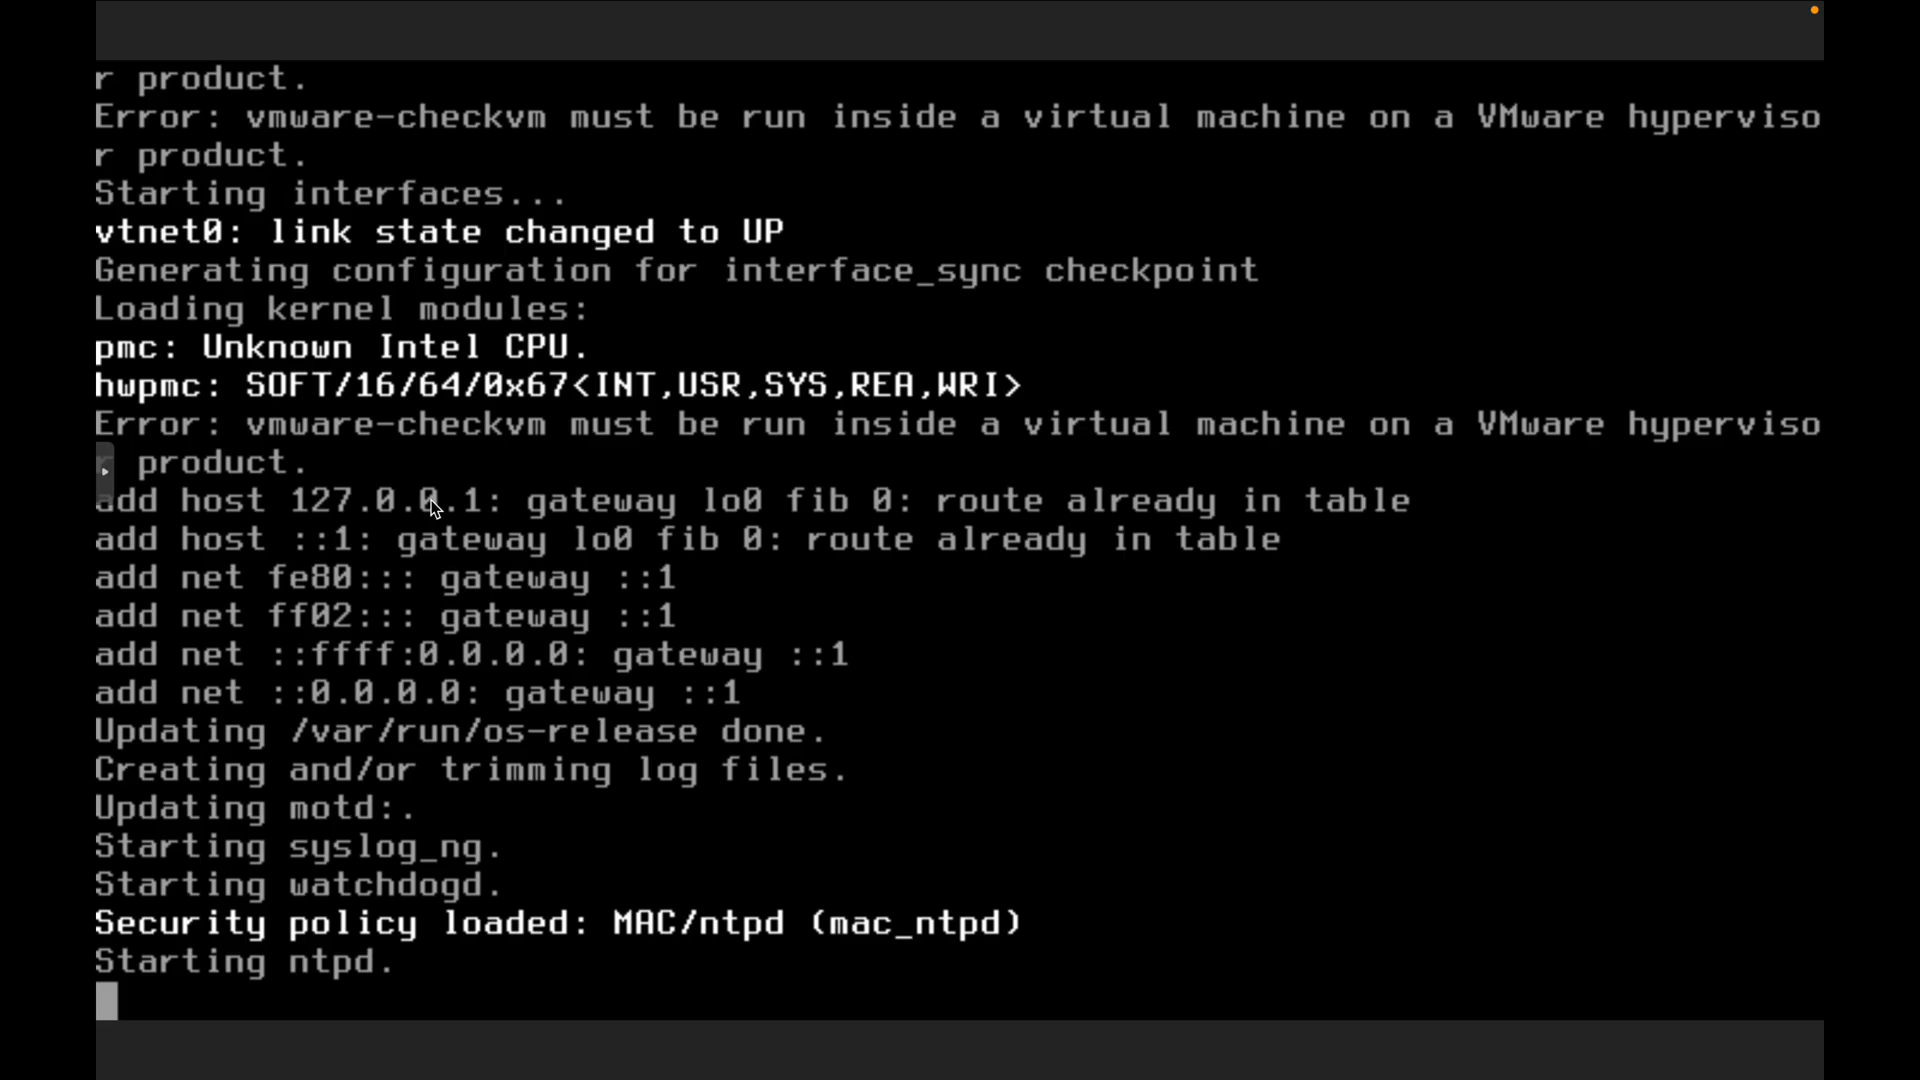 r product.
Error: vmware-checkvm must be run inside a virtual machine on a VMware hyperviso
r product.
Starting interfaces...
vtnet0: link state changed to UP
Generating configuration for interface_sync checkpoint
Loading kernel modules:
pmc: Unknown Intel CPU.
hwpmc: SOFT/16/64/0x67<INT,USR,SYS,REA,WRI>
Error: vmware-checkvm must be run inside a virtual machine on a VMware hyperviso
r product.
add host 127.0.0.1: gateway lo0 fib 0: route already in table
add host ::1: gateway lo0 fib 0: route already in table
add net fe80::: gateway ::1
add net ff02::: gateway ::1
add net ::ffff:0.0.0.0: gateway ::1
add net ::0.0.0.0: gateway ::1
Updating /var/run/os-release done.
Creating and/or trimming log files.
Updating motd:.
Starting syslog_ng.
Starting watchdogd.
Security policy loaded: MAC/ntpd (mac_ntpd)
Starting ntpd.